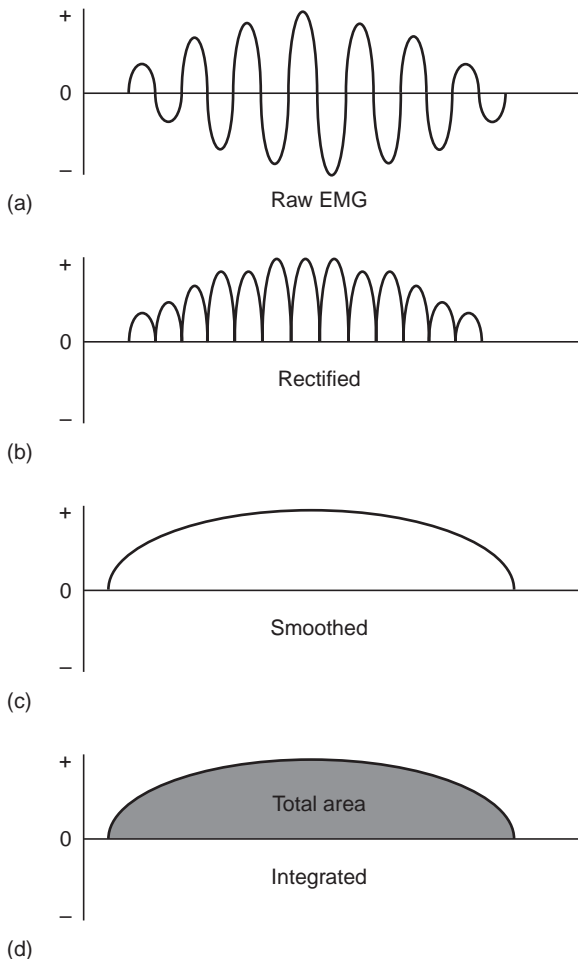 +
0
–
(a)
Raw EMG
+
0
Rectified
–
(b)
+
0
Smoothed
–
(c)
+
Total area
0
Integrated
–
(d)